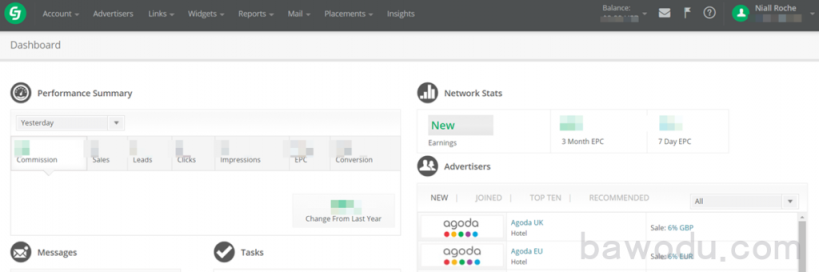 Account
Advertisers
Links
Widgets
Reports
Mail
Placements
Insights
Balance:
Niall Roche
Dashboard
Performance Summary
Yesterday
Commission
Sales
Leads
Clicks
Impressions
EPC
Conversion
Change From Last Year
Messages
Tasks
Network Stats
New
Earnings
3 Month EPC
7 Day EPC
Advertisers
NEW | JOINED | TOP TEN | RECOMMENDED
All
agoda
Agoda UK
Hotel
Sale: 6% GBP
agoda
Agoda EU
Hotel
Sale: 6% EUR
bawodu.com